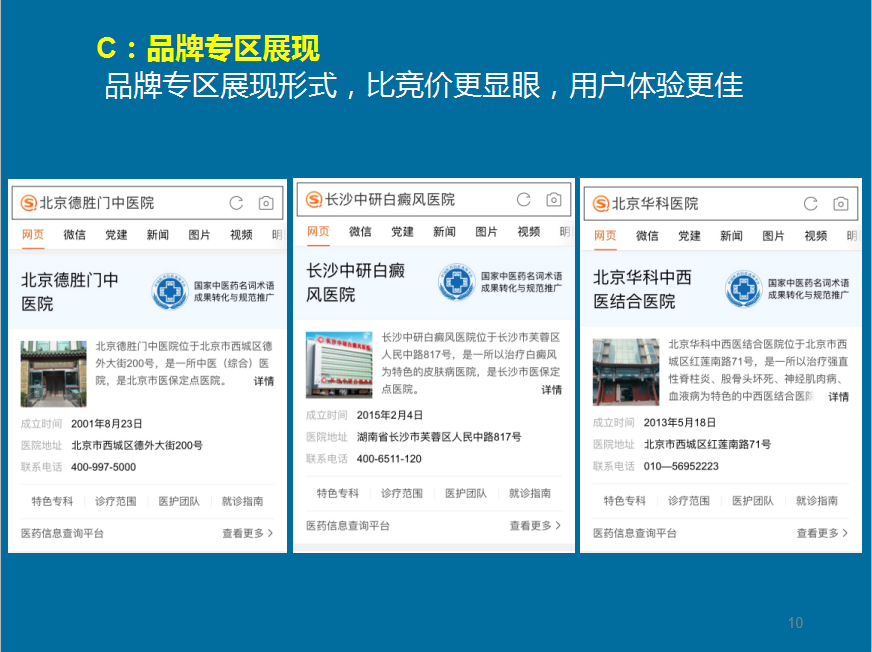 C：品牌专区展现
品牌专区展现形式，比竞价更显眼，用户体验更佳
北京德胜门中医院
网页 微信 党建 新闻 图片 视频 明
北京德胜门中
医院
国家中医药名词术语
成果转化与规范推广
北京德胜门中医院位于北京市西城区德
外大街200号，是一所中医（综合）医
院，是北京市医保定点医院。 详情
成立时间 2001年8月23日
医院地址 北京市西城区德外大街200号
联系电话 400-997-5000
特色专科 诊疗范围 医护团队 就诊指南
医药信息查询平台 查看更多
长沙中研白癜风医院
网页 微信 党建 新闻 图片 视频 明
长沙中研白癜
风医院
国家中医药名词术语
成果转化与规范推广
长沙中研白癜风医院位于长沙市芙蓉区
人民中路817号，是一所以治疗白癜风
为特色的皮肤病医院，是长沙市医保定
点医院。 详情
成立时间 2015年2月4日
医院地址 湖南省长沙市芙蓉区人民中路817号
联系电话 400-6511-120
特色专科 诊疗范围 医护团队 就诊指南
医药信息查询平台 查看更多
北京华科医院
网页 微信 党建 新闻 图片 视频 明
北京华科中西
医结合医院
国家中医药名词术语
成果转化与规范推广
北京华科中西医结合医院位于北京市西
城区红莲南路71号，是一所以治疗强直
性脊柱炎、股骨头坏死、神经肌肉病、
血液病为特色的中西医结合医院 详情
成立时间 2013年5月18日
医院地址 北京市西城区红莲南路71号
联系电话 010—56952223
特色专科 诊疗范围 医护团队 就诊指南
医药信息查询平台 查看更多
10